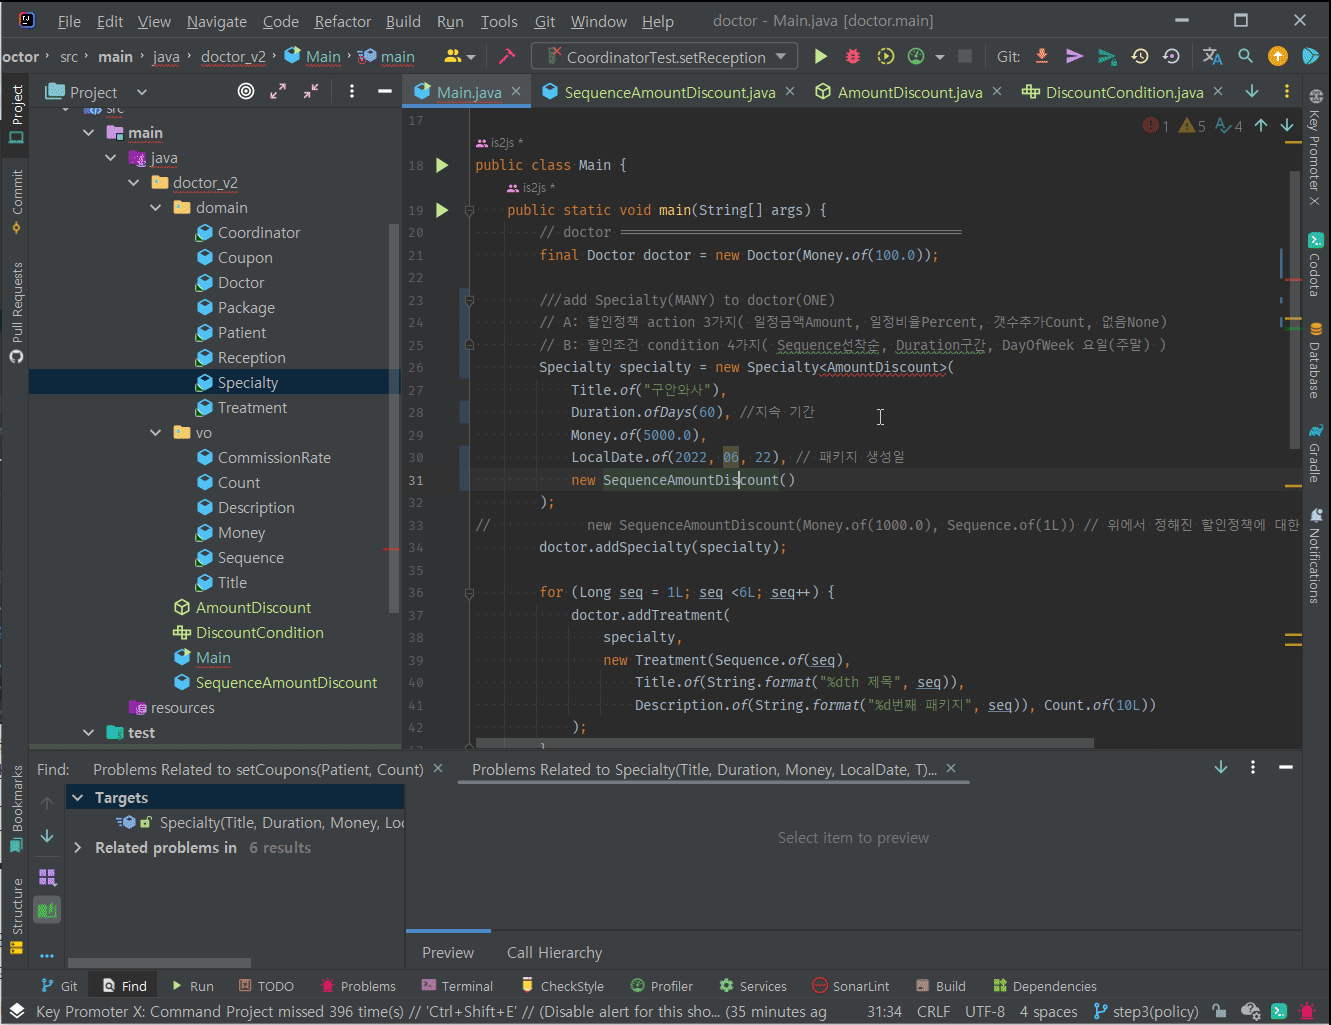 File Edit View Navigate Code Refactor Build Run Tools Git Window Help doctor - Main.java [doctor.main]
octor src main java doctor_v2 Main main CoordinatorTest.setReception Git:
Project
Main.java SequenceAmountDiscount.java AmountDiscount.java DiscountCondition.java
Project
Commit
Pull Requests
Bookmarks
Structure
src
main
java
doctor_v2
domain
Coordinator
Coupon
Doctor
Package
Patient
Reception
Specialty
Treatment
vo
CommissionRate
Count
Description
Money
Sequence
Title
AmountDiscount
DiscountCondition
Main
SequenceAmountDiscount
resources
test
1 5 4
17
is2js *
18 public class Main {
is2js *
19 public static void main(String[] args) {
20 // doctor ===========================================
21 final Doctor doctor = new Doctor(Money.of(100.0));
22
23 ///add Specialty(MANY) to doctor(ONE)
24 // A: 할인정책 action 3가지( 일정금액Amount, 일정비율Percent, 갯수추가Count, 없음None)
25 // B: 할인조건 condition 4가지( Sequence선착순, Duration구간, DayOfWeek 요일(주말) )
26 Specialty specialty = new Specialty<AmountDiscount>(
27 Title.of("구안와사"),
28 Duration.ofDays(60), //지속 기간
29 Money.of(5000.0),
30 LocalDate.of(2022, 06, 22), // 패키지 생성일
31 new SequenceAmountDiscount()
32 );
33 // new SequenceAmountDiscount(Money.of(1000.0), Sequence.of(1L)) // 위에서 정해진 할인정책에 대한
34 doctor.addSpecialty(specialty);
35
36 for (Long seq = 1L; seq <6L; seq++) {
37 doctor.addTreatment(
38 specialty,
39 new Treatment(Sequence.of(seq),
40 Title.of(String.format("%dth 제목", seq)),
41 Description.of(String.format("%d번째 패키지", seq)), Count.of(10L))
42 );
}
Key Promoter X
Codota
Database
Gradle
Notifications
Find: Problems Related to setCoupons(Patient, Count) Problems Related to Specialty(Title, Duration, Money, LocalDate, T)...
Targets
Specialty(Title, Duration, Money, Loc
Related problems in 6 results
Select item to preview
Preview Call Hierarchy
Git Find Run TODO Problems Terminal CheckStyle Profiler Services SonarLint Build Dependencies
Key Promoter X: Command Project missed 396 time(s) // 'Ctrl+Shift+E' // (Disable alert for this sho... (35 minutes ag 31:34 CRLF UTF-8 4 spaces step3(policy)